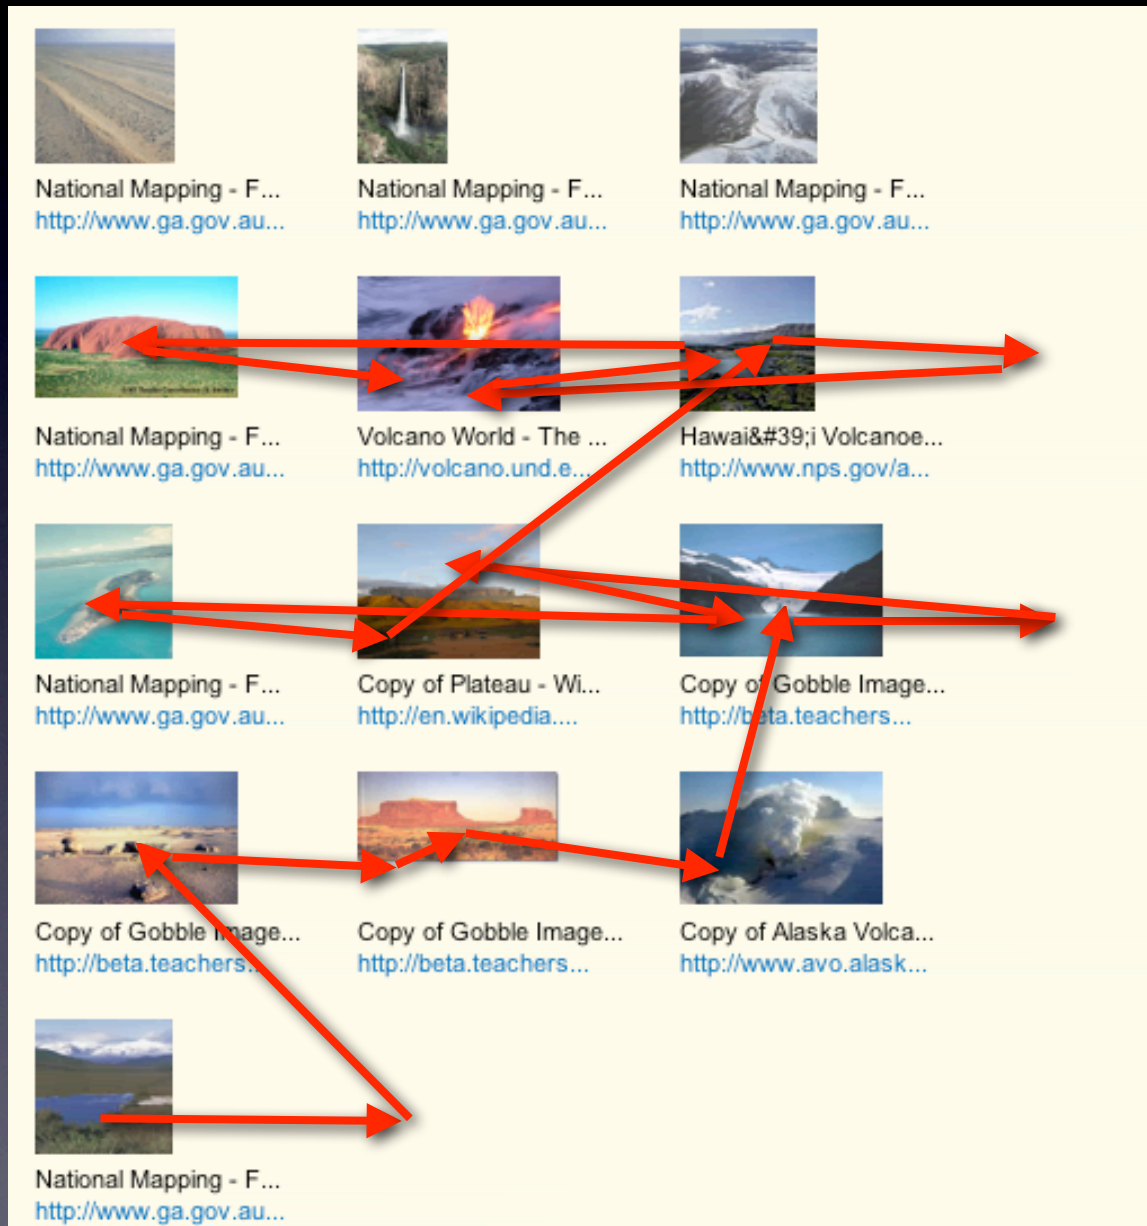 National Mapping - F...
http://www.ga.gov.au...
National Mapping - F...
http://www.ga.gov.au...
National Mapping - F...
http://www.ga.gov.au...
National Mapping - F...
http://www.ga.gov.au...
Volcano World - The ...
http://volcano.und.e...
Hawai&#39;i Volcanoe...
http://www.nps.gov/a...
National Mapping - F...
http://www.ga.gov.au...
Copy of Plateau - Wi...
http://en.wikipedia....
Copy of Gobble Image...
http://beta.teachers...
Copy of Gobble Image...
http://beta.teachers...
Copy of Gobble Image...
http://beta.teachers...
Copy of Alaska Volca...
http://www.avo.alask...
National Mapping - F...
http://www.ga.gov.au...